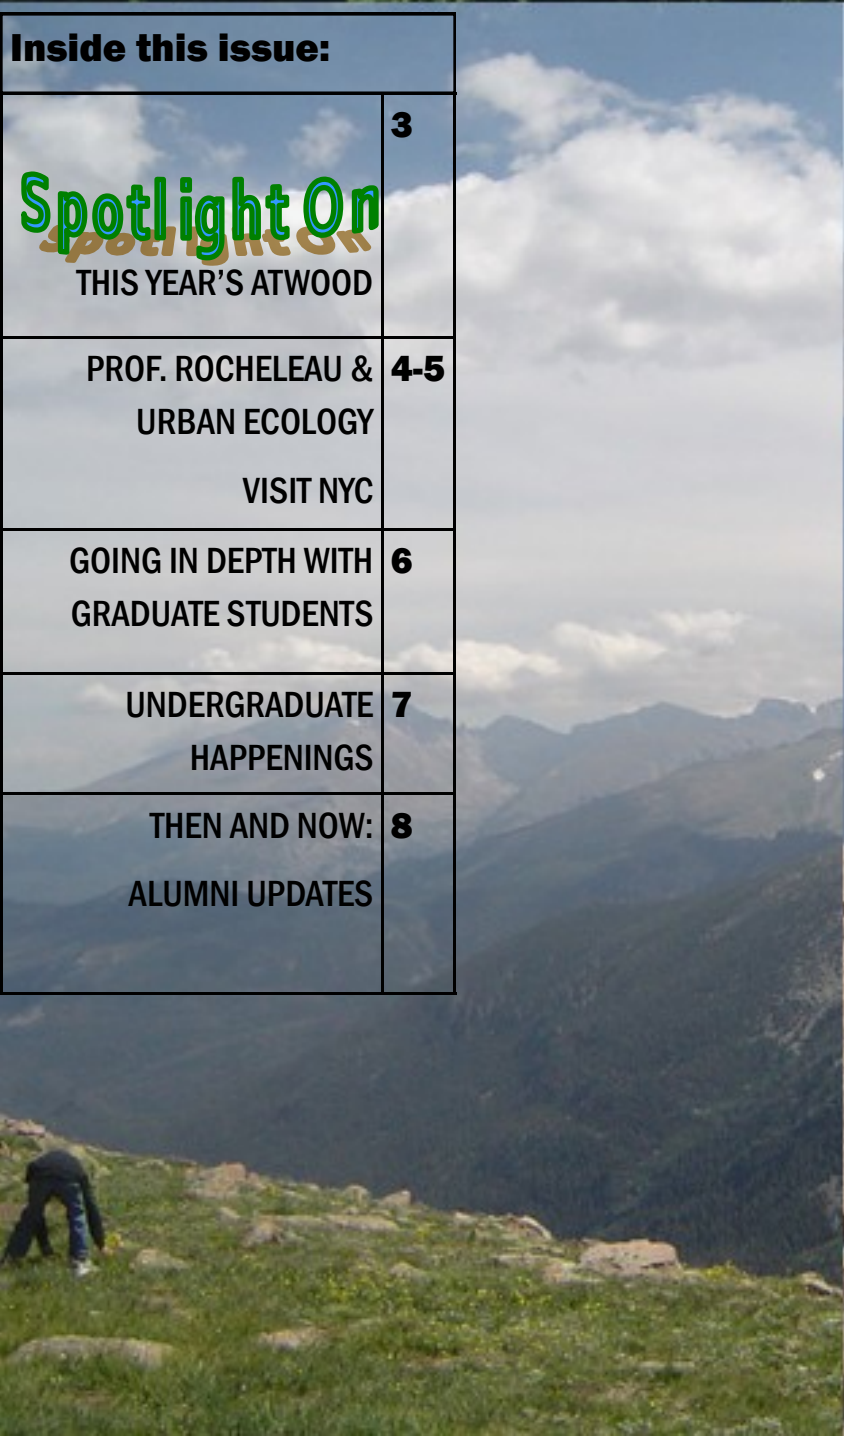 Inside this issue:
Spotlight On
3
THIS YEAR’S ATWOOD
PROF. ROCHELEAU &
4-5
URBAN ECOLOGY
VISIT NYC
GOING IN DEPTH WITH
6
GRADUATE STUDENTS
UNDERGRADUATE
7
HAPPENINGS
THEN AND NOW:
8
ALUMNI UPDATES